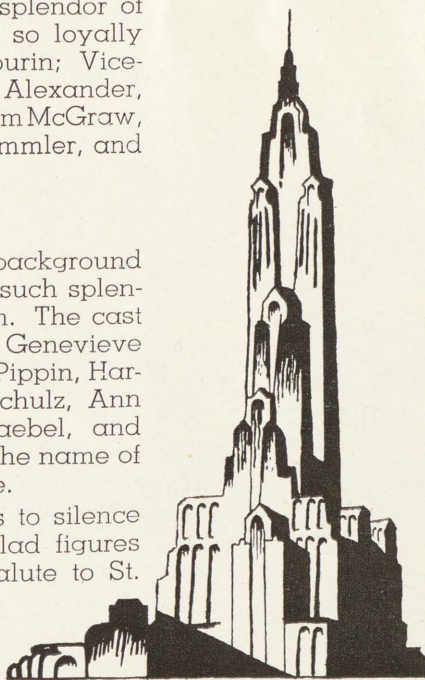 splendor of
so loyally
ourin; Vice-
Alexander,
m McGraw,
mmler, and
background
such splen-
n. The cast
Genevieve
Pippin, Har-
chulz, Ann
aebel, and
he name of
e.
s to silence
lad figures
alute to St.